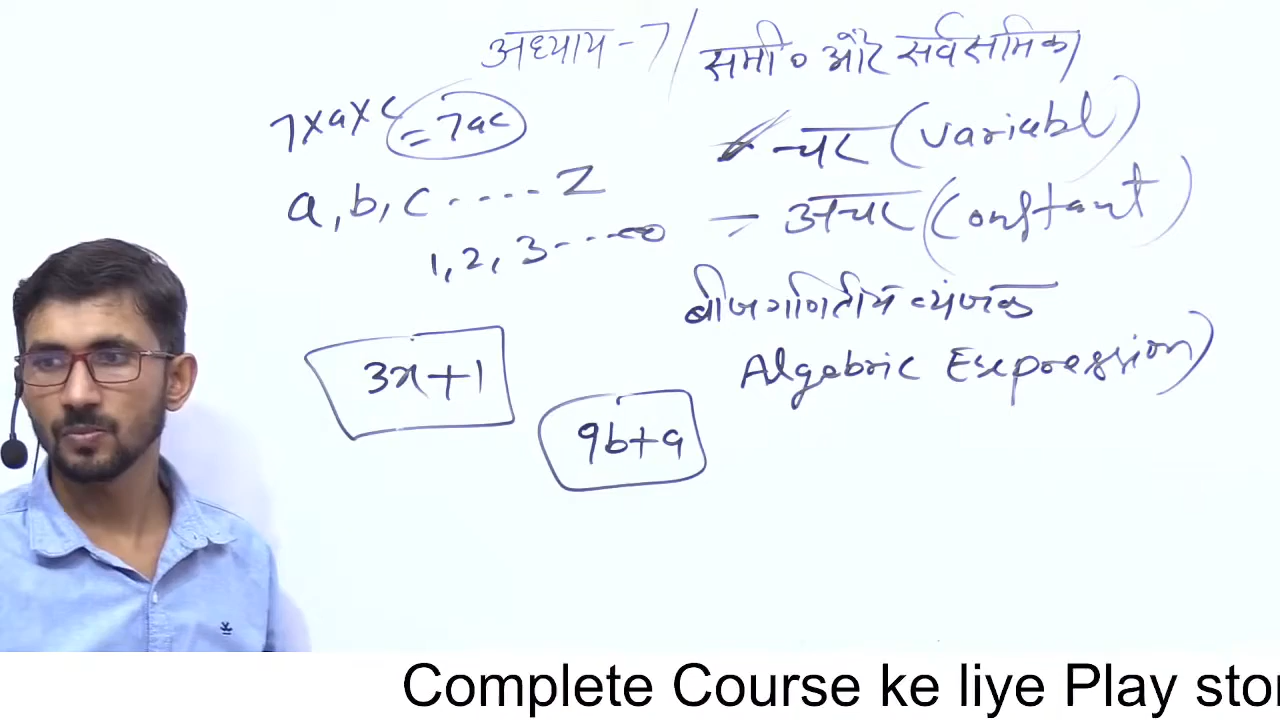 अध्याय - 7 / समी० और सर्वसमिका
7×a×c = 7ac
- चर (variabl)
a, b, c ..... z
- अचर (Constant)
1, 2, 3 .... ∞
बीजगणितीय व्यंजक
Algebric Expression)
3x+1
9b+9
Complete Course ke liye Play stor